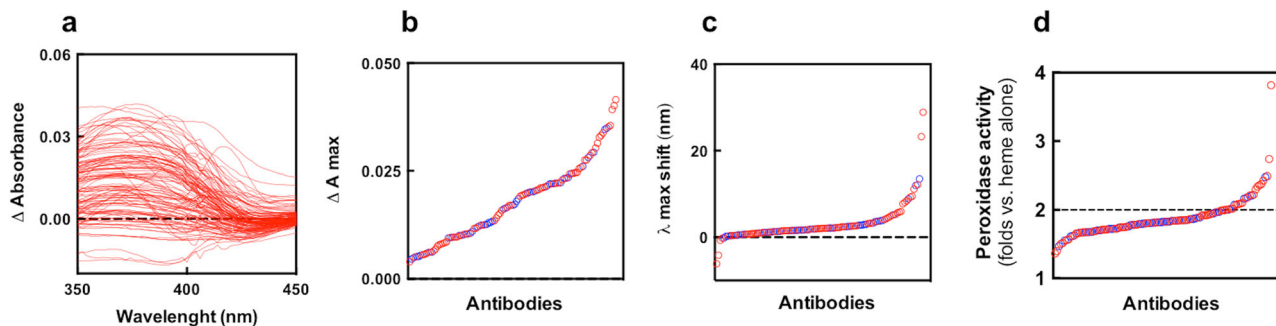 a
0.06
0.03
0.00
Δ Absorbance
350
400
450
Wavelenght (nm)
b
0.050
0.025
0.000
Δ A max
Antibodies
c
40
20
0
λ max shift (nm)
Antibodies
d
4
3
2
1
Peroxidase activity
(folds vs. heme alone)
Antibodies